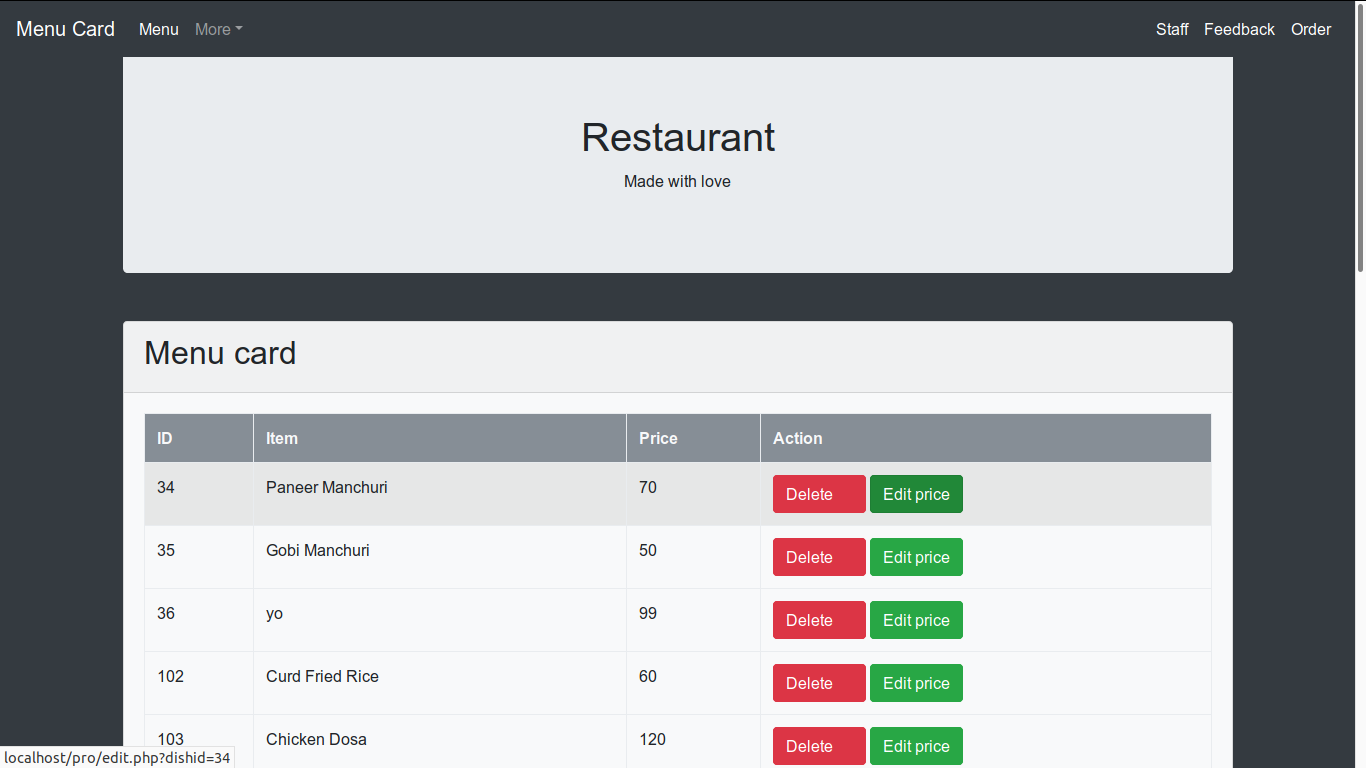 Menu Card Menu More Staff Feedback Order
Restaurant
Made with love
Menu card
ID Item Price Action
34 Paneer Manchuri 70 Delete Edit price
35 Gobi Manchuri 50 Delete Edit price
36 yo 99 Delete Edit price
102 Curd Fried Rice 60 Delete Edit price
103 Chicken Dosa 120 Delete Edit price
localhost/pro/edit.php?dishid=34